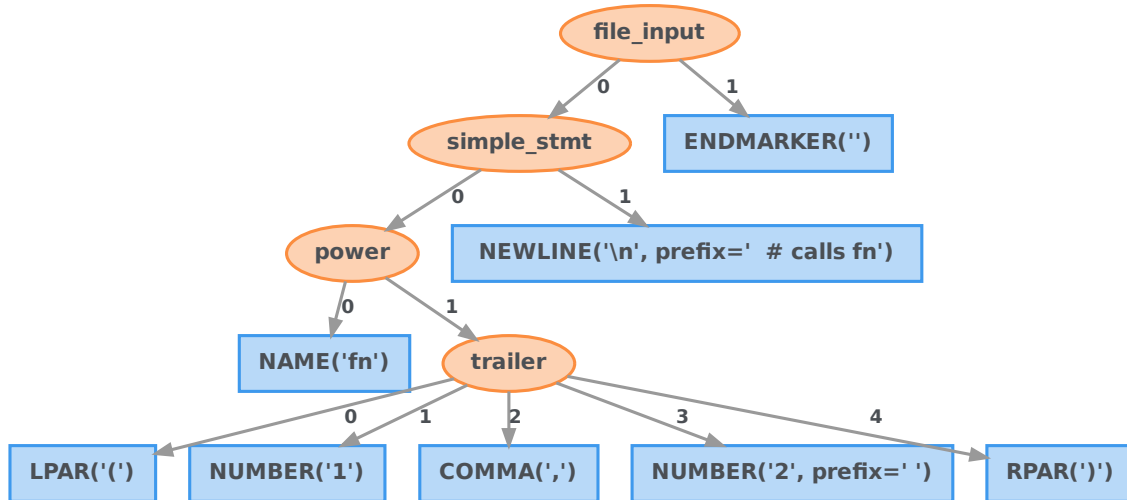 file_input
0
1
simple_stmt
ENDMARKER('')
0
1
power
NEWLINE('\n', prefix='  # calls fn')
0
1
NAME('fn')
trailer
0
1
2
3
4
LPAR('(')
NUMBER('1')
COMMA(',')
NUMBER('2', prefix=' ')
RPAR(')')